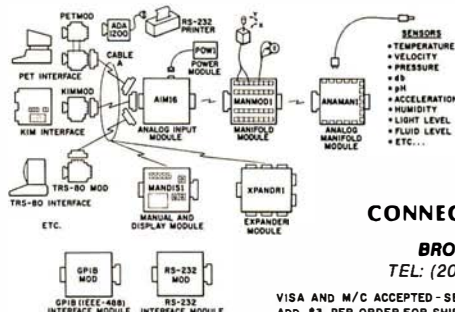 PETMOD
ADA 1200
RS-232
PRINTER
CABLE
A
POW1
POWER
MODULE
PET INTERFACE
KIMMOD
AIM16
ANALOG INPUT
MODULE
MANMOD1
MANIFOLD
MODULE
ANAMAN1
ANALOG
MANIFOLD
MODULE
SENSORS
• TEMPERATURE
• VELOCITY
• PRESSURE
• db
• pH
• ACCELERATION
• HUMIDITY
• LIGHT LEVEL
• FLUID LEVEL
• ETC...
KIM INTERFACE
TRS-80 MOD
TRS-80 INTERFACE
ETC.
MANDIS1
MANUAL AND
DISPLAY MODULE
XPANDR1
EXPANDER
MODULE
GPIB
MOD
GPIB (IEEE-488)
INTERFACE MODULE
RS-232
MOD
RS-232
INTERFACE MODULE
CONNEC
BRO
TEL: (20
VISA AND M/C ACCEPTED - SE
ADD $3 PER ORDER FOR SHIP